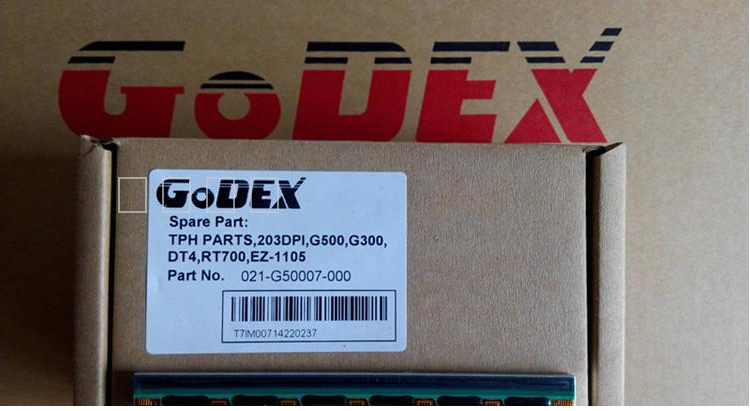 GoDEX
GoDEX
Spare Part:
TPH PARTS,203DPI,G500,G300,
DT4,RT700,EZ-1105
Part No. 021-G50007-000
T7IM00714220237